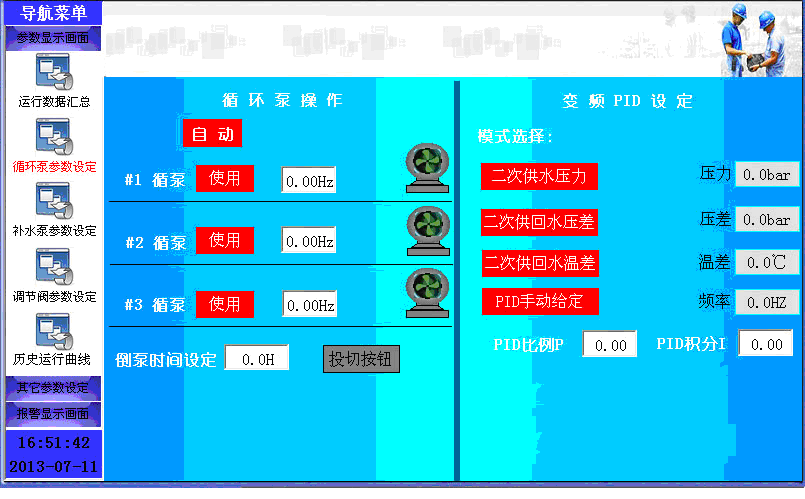 导航菜单
参数显示画面
运行数据汇总
循环泵参数设定
补水泵参数设定
调节阀参数设定
历史运行曲线
其它参数设定
报警显示画面
16:51:42
2013-07-11
循 环 泵 操 作
自 动
#1 循泵 使用 0.00Hz
#2 循泵 使用 0.00Hz
#3 循泵 使用 0.00Hz
倒泵时间设定 0.0H 投切按钮
变 频 PID 设 定
模式选择:
二次供水压力 压力 0.0bar
二次供回水压差 压差 0.0bar
二次供回水温差 温差 0.0℃
PID手动给定 频率 0.0HZ
PID比例P 0.00 PID积分I 0.00